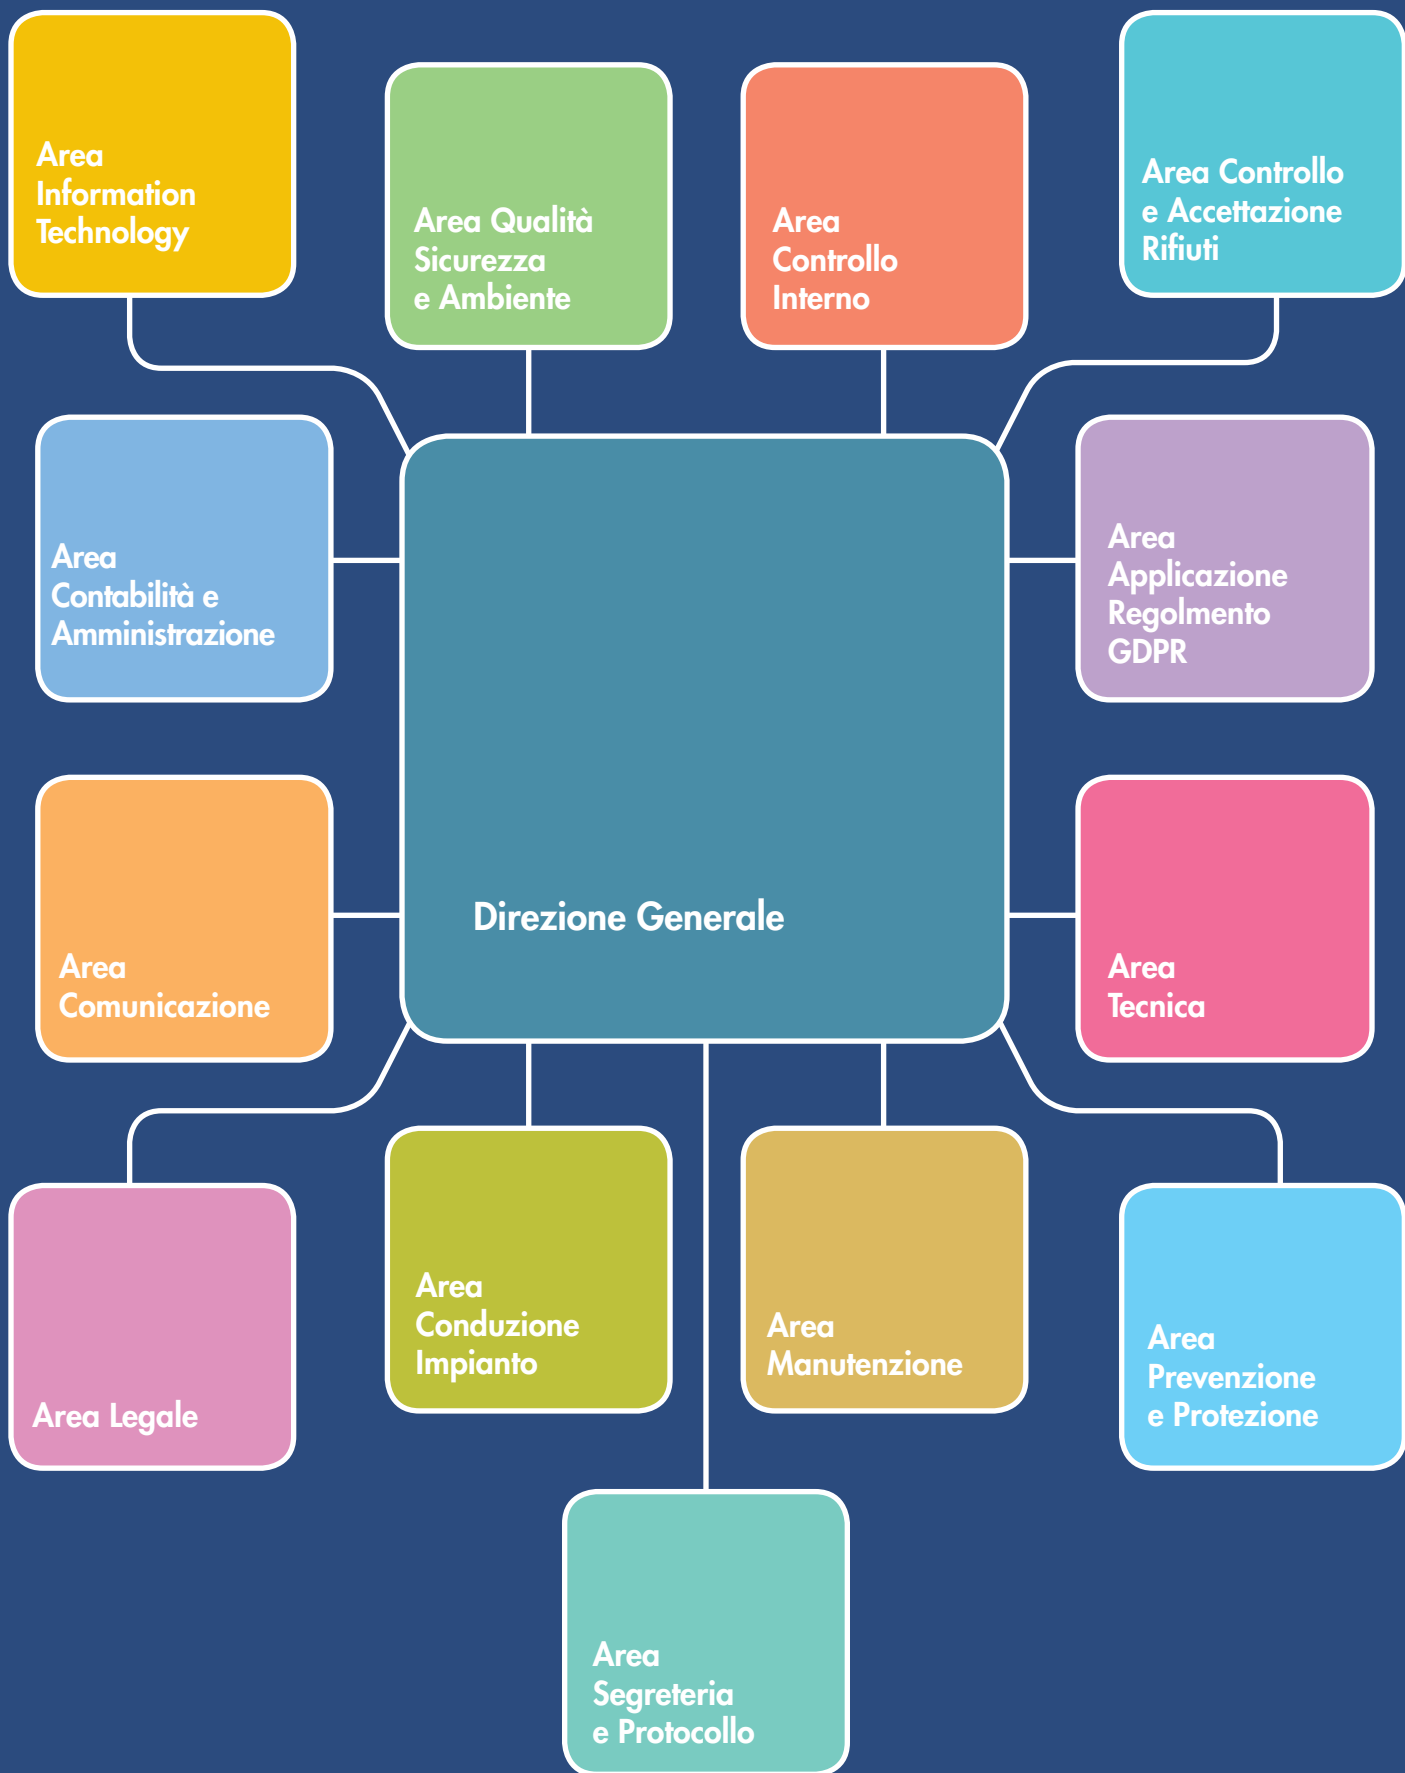 Area
Information
Technology
Area Qualità
Sicurezza
e Ambiente
Area
Controllo
Interno
Area Controllo
e Accettazione
Rifiuti
Area
Contabilità e
Amministrazione
Area
Applicazione
Regolmento
GDPR
Direzione Generale
Area
Comunicazione
Area
Tecnica
Area Legale
Area
Conduzione
Impianto
Area
Manutenzione
Area
Prevenzione
e Protezione
Area
Segreteria
e Protocollo